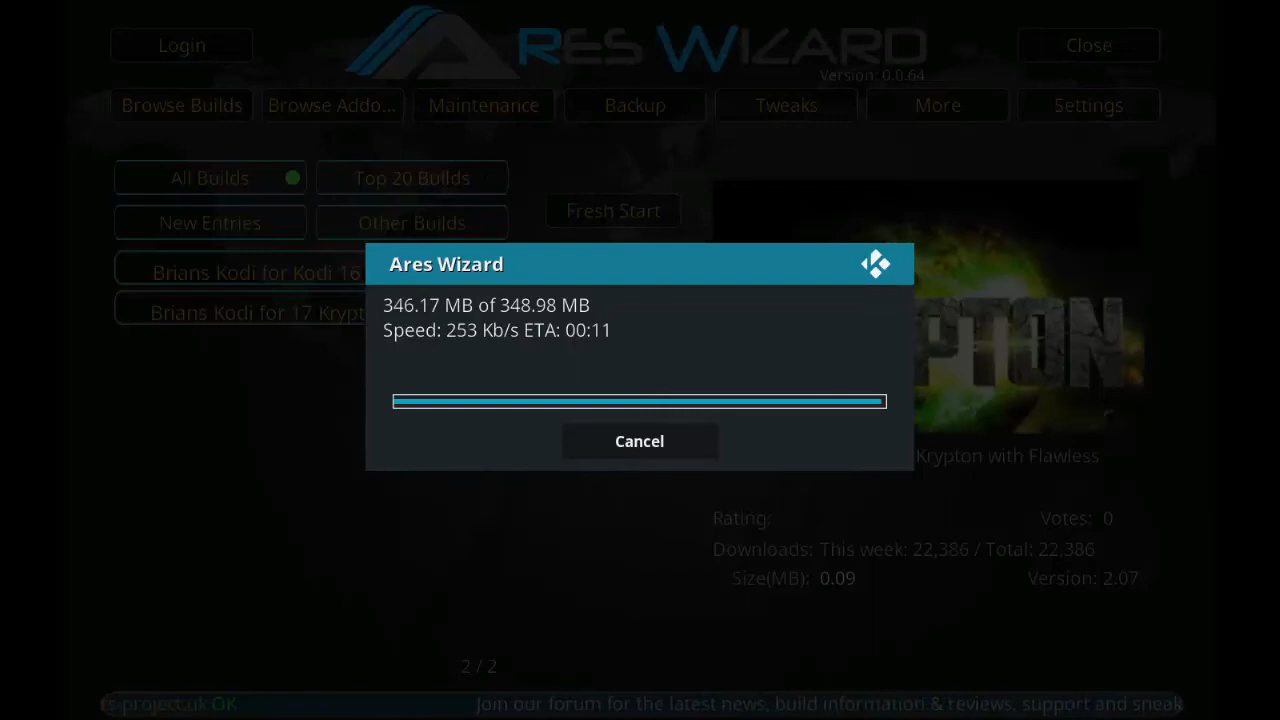 Login
ARES WIZARD
Close
Version: 0.0.64
Browse Builds
Browse Addo...
Maintenance
Backup
Tweaks
More
Settings
All Builds
Top 20 Builds
Fresh Start
New Entries
Other Builds
Brians Kodi for Kodi 16
Brians Kodi for 17 Krypt
Ares Wizard
346.17 MB of 348.98 MB
Speed: 253 Kb/s ETA: 00:11
Cancel
PTON
Krypton with Flawless
Rating:
Votes: 0
Downloads: This week: 22,386 / Total: 22,386
Size(MB): 0.09
Version: 2.07
2 / 2
s-project.uk OK
Join our forum for the latest news, build information & reviews, support and sneak